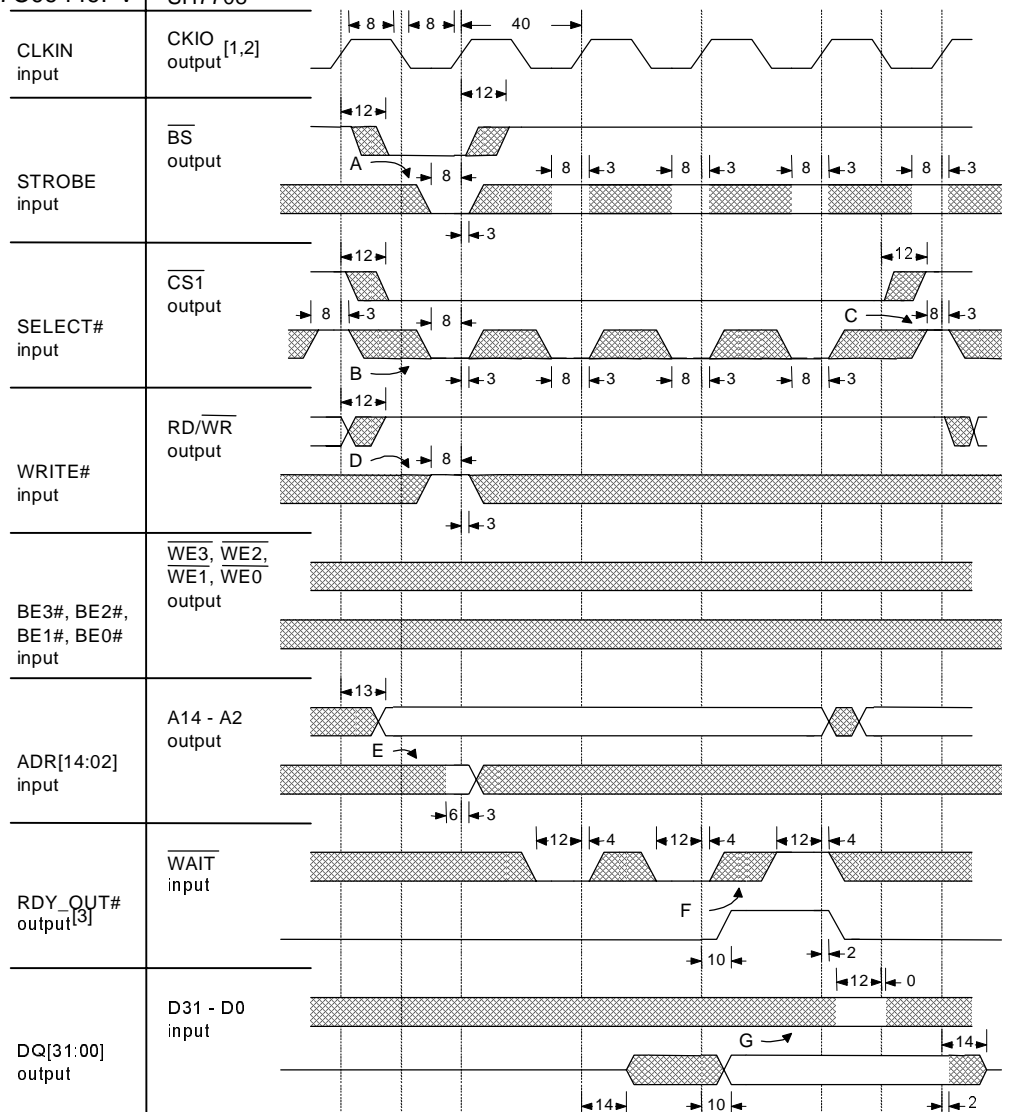 CLKIN
input
CKIO [1,2]
output
8 8 40
12
12
BS
output
A
8 8 3 8 3 8 3 8 3
STROBE
input
3
12 12
CS1
output
C
8 3 8 8 3
SELECT#
input
B
3 8 3 8 3 8 3
12
RD/WR
output
D 8
WRITE#
input
3
WE3, WE2,
WE1, WE0
output
BE3#, BE2#,
BE1#, BE0#
input
13
A14 - A2
output
E
ADR[14:02]
input
6 3
12 4 12 4 12 4
WAIT
input
F
RDY_OUT#
output[3]
10 2
12 0
D31 - D0
input
G
14
DQ[31:00]
output
14 10 2